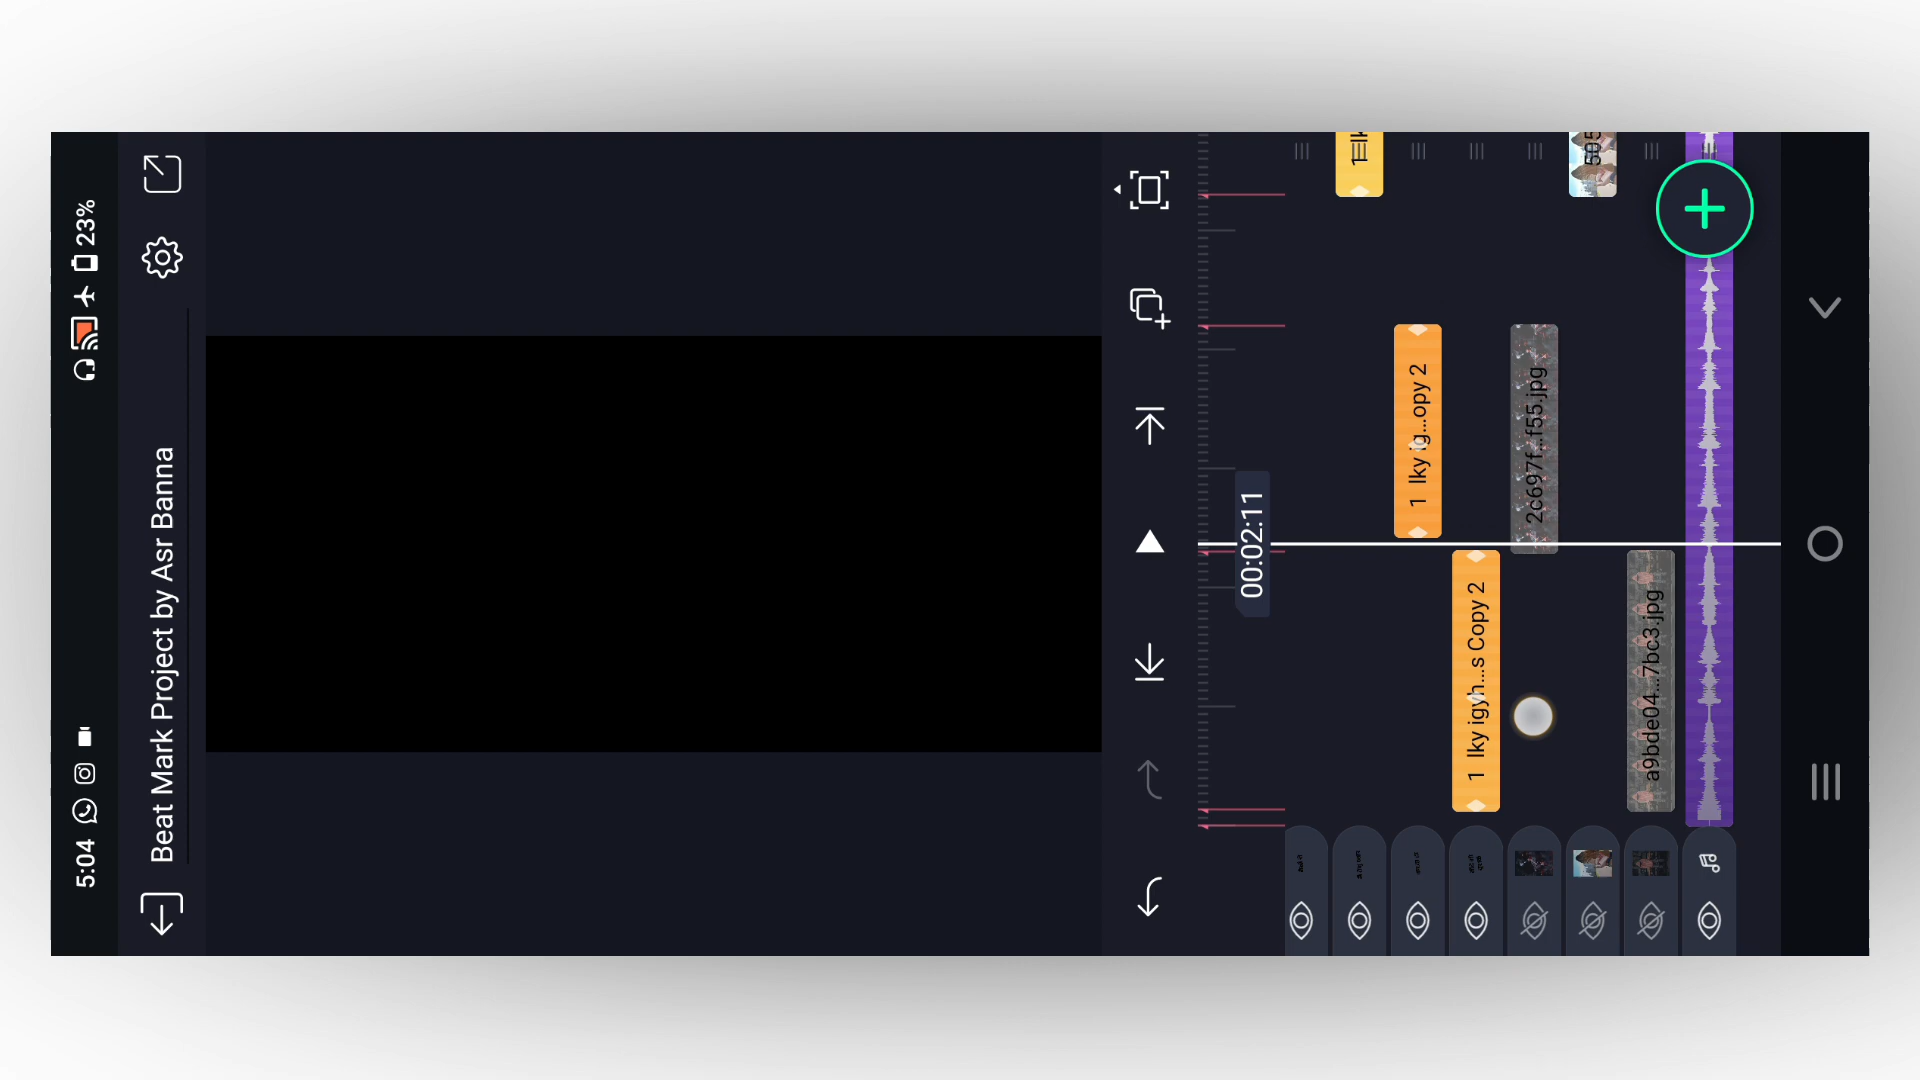 5:04
23%
Beat Mark Project by Asr Banna
00:02:11
1 lky ig...opy 2
1 lky igyh...s Copy 2
2c697f...f55.jpg
a9bde04...7bc3.jpg